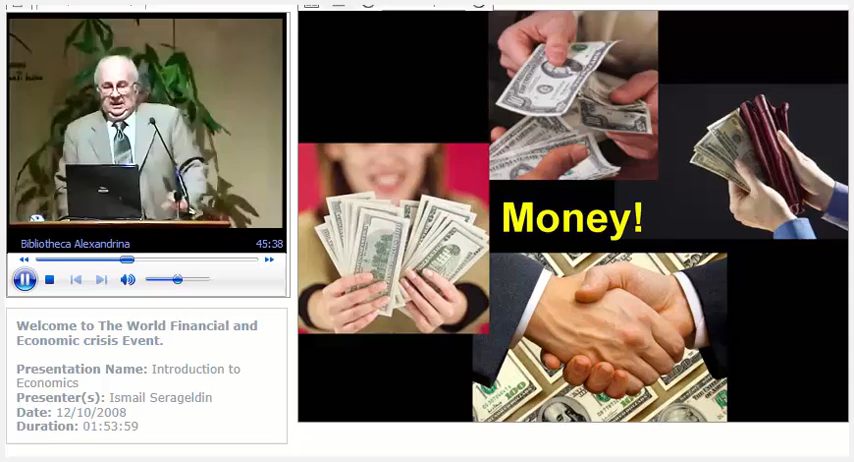 Bibliotheca Alexandrina 45:38
Welcome to The World Financial and
Economic crisis Event.
Presentation Name: Introduction to
Economics
Presenter(s): Ismail Serageldin
Date: 12/10/2008
Duration: 01:53:59
Money!